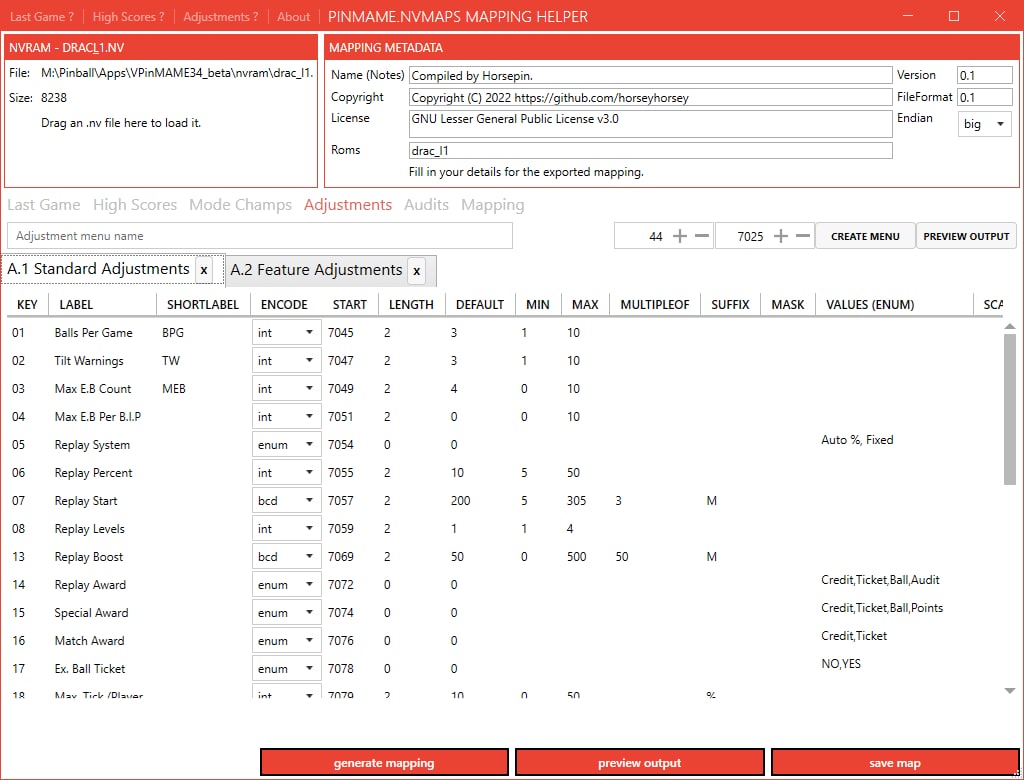 Last Game ? High Scores ? Adjustments ? About PINMAME.NVMAPS MAPPING HELPER
NVRAM - DRACL1.NV
File: M:\Pinball\Apps\VPinMAME34_beta\nvram\drac_l1.
Size: 8238
Drag an .nv file here to load it.
MAPPING METADATA
Name (Notes) Compiled by Horsepin. Version 0.1
Copyright Copyright (C) 2022 https://github.com/horseyhorsey FileFormat 0.1
License GNU Lesser General Public License v3.0 Endian big
Roms drac_l1
Fill in your details for the exported mapping.
Last Game High Scores Mode Champs Adjustments Audits Mapping
Adjustment menu name 44 7025 CREATE MENU PREVIEW OUTPUT
A.1 Standard Adjustments x A.2 Feature Adjustments x
KEY LABEL SHORTLABEL ENCODE START LENGTH DEFAULT MIN MAX MULTIPLEOF SUFFIX MASK VALUES (ENUM) SCA
01 Balls Per Game BPG int 7045 2 3 1 10
02 Tilt Warnings TW int 7047 2 3 1 10
03 Max E.B Count MEB int 7049 2 4 0 10
04 Max E.B Per B.I.P int 7051 2 0 0 10
05 Replay System enum 7054 0 0 Auto %, Fixed
06 Replay Percent int 7055 2 10 5 50
07 Replay Start bcd 7057 2 200 5 305 3 M
08 Replay Levels int 7059 2 1 1 4
13 Replay Boost bcd 7069 2 50 0 500 50 M
14 Replay Award enum 7072 0 0 Credit,Ticket,Ball,Audit
15 Special Award enum 7074 0 0 Credit,Ticket,Ball,Points
16 Match Award enum 7076 0 0 Credit,Ticket
17 Ex. Ball Ticket enum 7078 0 0 NO,YES
18 Max. Tick /Player int 7079 2 10 0 50 %
generate mapping preview output save map